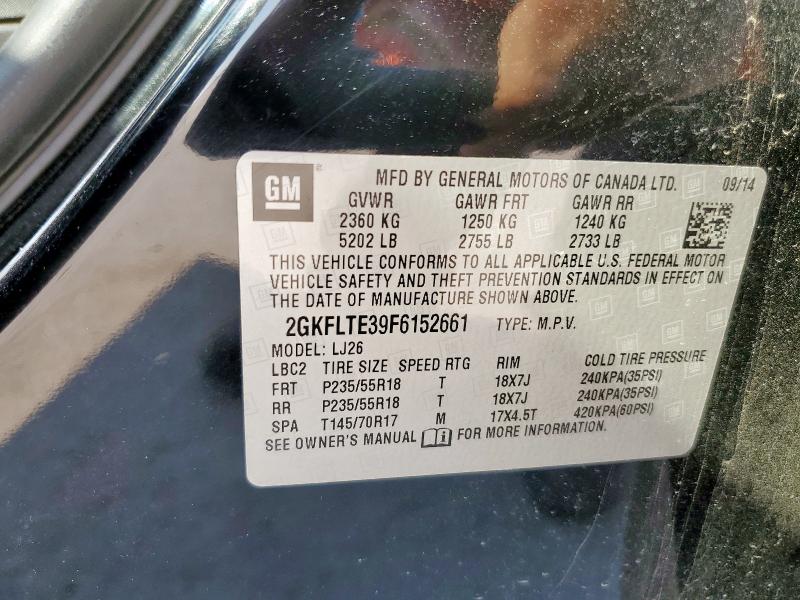 GM
MFD BY GENERAL MOTORS OF CANADA LTD. 09/14
GVWR GAWR FRT GAWR RR
2360 KG 1250 KG 1240 KG
5202 LB 2755 LB 2733 LB
THIS VEHICLE CONFORMS TO ALL APPLICABLE U.S. FEDERAL MOTOR
VEHICLE SAFETY AND THEFT PREVENTION STANDARDS IN EFFECT ON
THE DATE OF MANUFACTURE SHOWN ABOVE.
2GKFLTE39F6152661 TYPE: M.P.V.
MODEL: LJ26
LBC2 TIRE SIZE SPEED RTG RIM COLD TIRE PRESSURE
FRT P235/55R18 T 18X7J 240KPA(35PSI)
RR P235/55R18 T 18X7J 240KPA(35PSI)
SPA T145/70R17 M 17X4.5T 420KPA(60PSI)
SEE OWNER'S MANUAL FOR MORE INFORMATION.